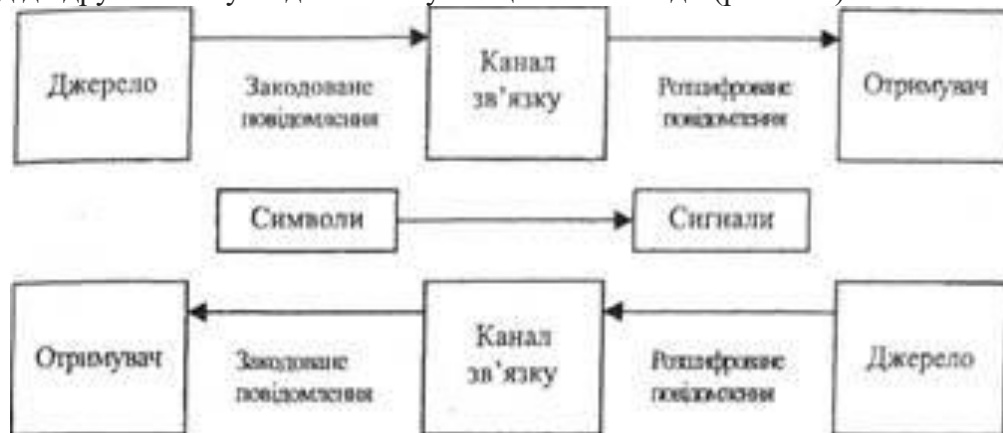 Джерело
Закодоване
повідомлення
Канал
зв’язку
Розшифроване
повідомлення
Отримувач
Символи
Сигнали
Отримувач
Закодоване
повідомлення
Канал
зв’язку
Розшифроване
повідомлення
Джерело